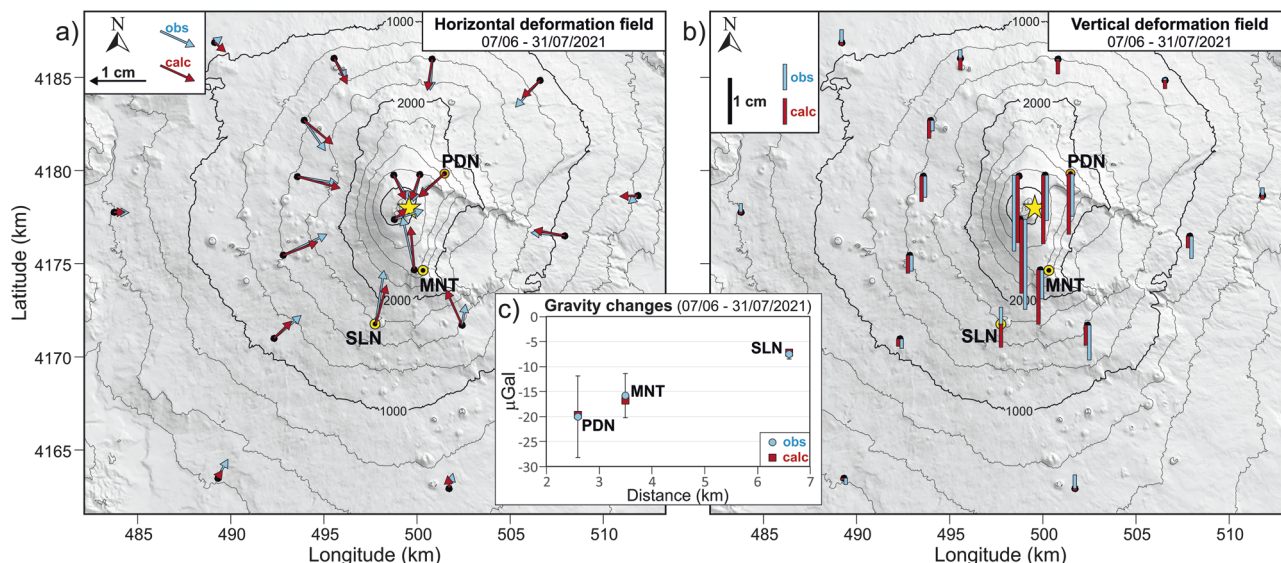 a)
N
obs
calc
1 cm
Horizontal deformation field
07/06 - 31/07/2021
1000
2000
PDN
MNT
2000
SLN
1000
4185
4180
4175
4170
4165
Latitude (km)
485
490
495
500
505
510
Longitude (km)
b)
N
1 cm
obs
calc
Vertical deformation field
07/06 - 31/07/2021
1000
2000
PDN
MNT
2000
SLN
1000
485
490
495
500
505
510
Longitude (km)
c)
Gravity changes (07/06 - 31/07/2021)
0
-5
-10
-15
-20
-25
-30
μGal
SLN
MNT
PDN
obs
calc
2
3
4
5
6
7
Distance (km)